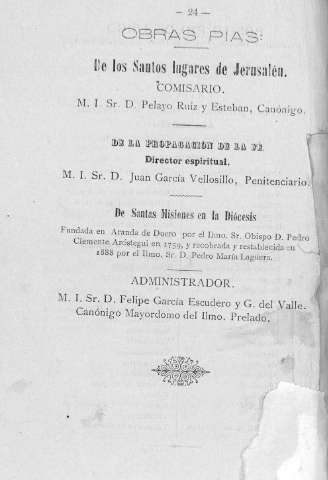 — 24 —
OBRAS PIAS:
De los Santos lugares de Jerusalén.
COMISARIO.
M. I. Sr. D. Pelayo Ruiz y Esteban, Canónigo.
DE LA PROPAGACION DE LA FÉ
Director espiritual.
M. I. Sr. D. Juan García Vellosillo, Penitenciario.
De Santas Misiones en la Diócesis
Fundada en Aranda de Duero por el Ilmo. Sr. Obispo D. Pedro
Clemente Aróstegui en 1759, y recobrada y restablecida en
1888 por el Ilmo. Sr. D. Pedro María Lagüera.
ADMINISTRADOR.
M. I. Sr. D. Felipe García Escudero y G. del Valle.
Canónigo Mayordomo del Ilmo. Prelado.